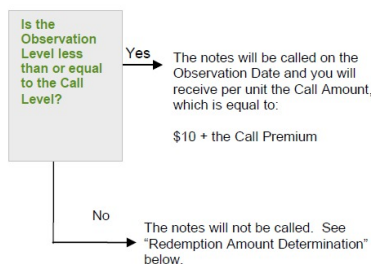 Is the
Observation
Level less
than or equal
to the Call
Level?
Yes
The notes will be called on the
Observation Date and you will
receive per unit the Call Amount,
which is equal to:
$10 + the Call Premium
No
The notes will not be called.  See
“Redemption Amount Determination”
below.